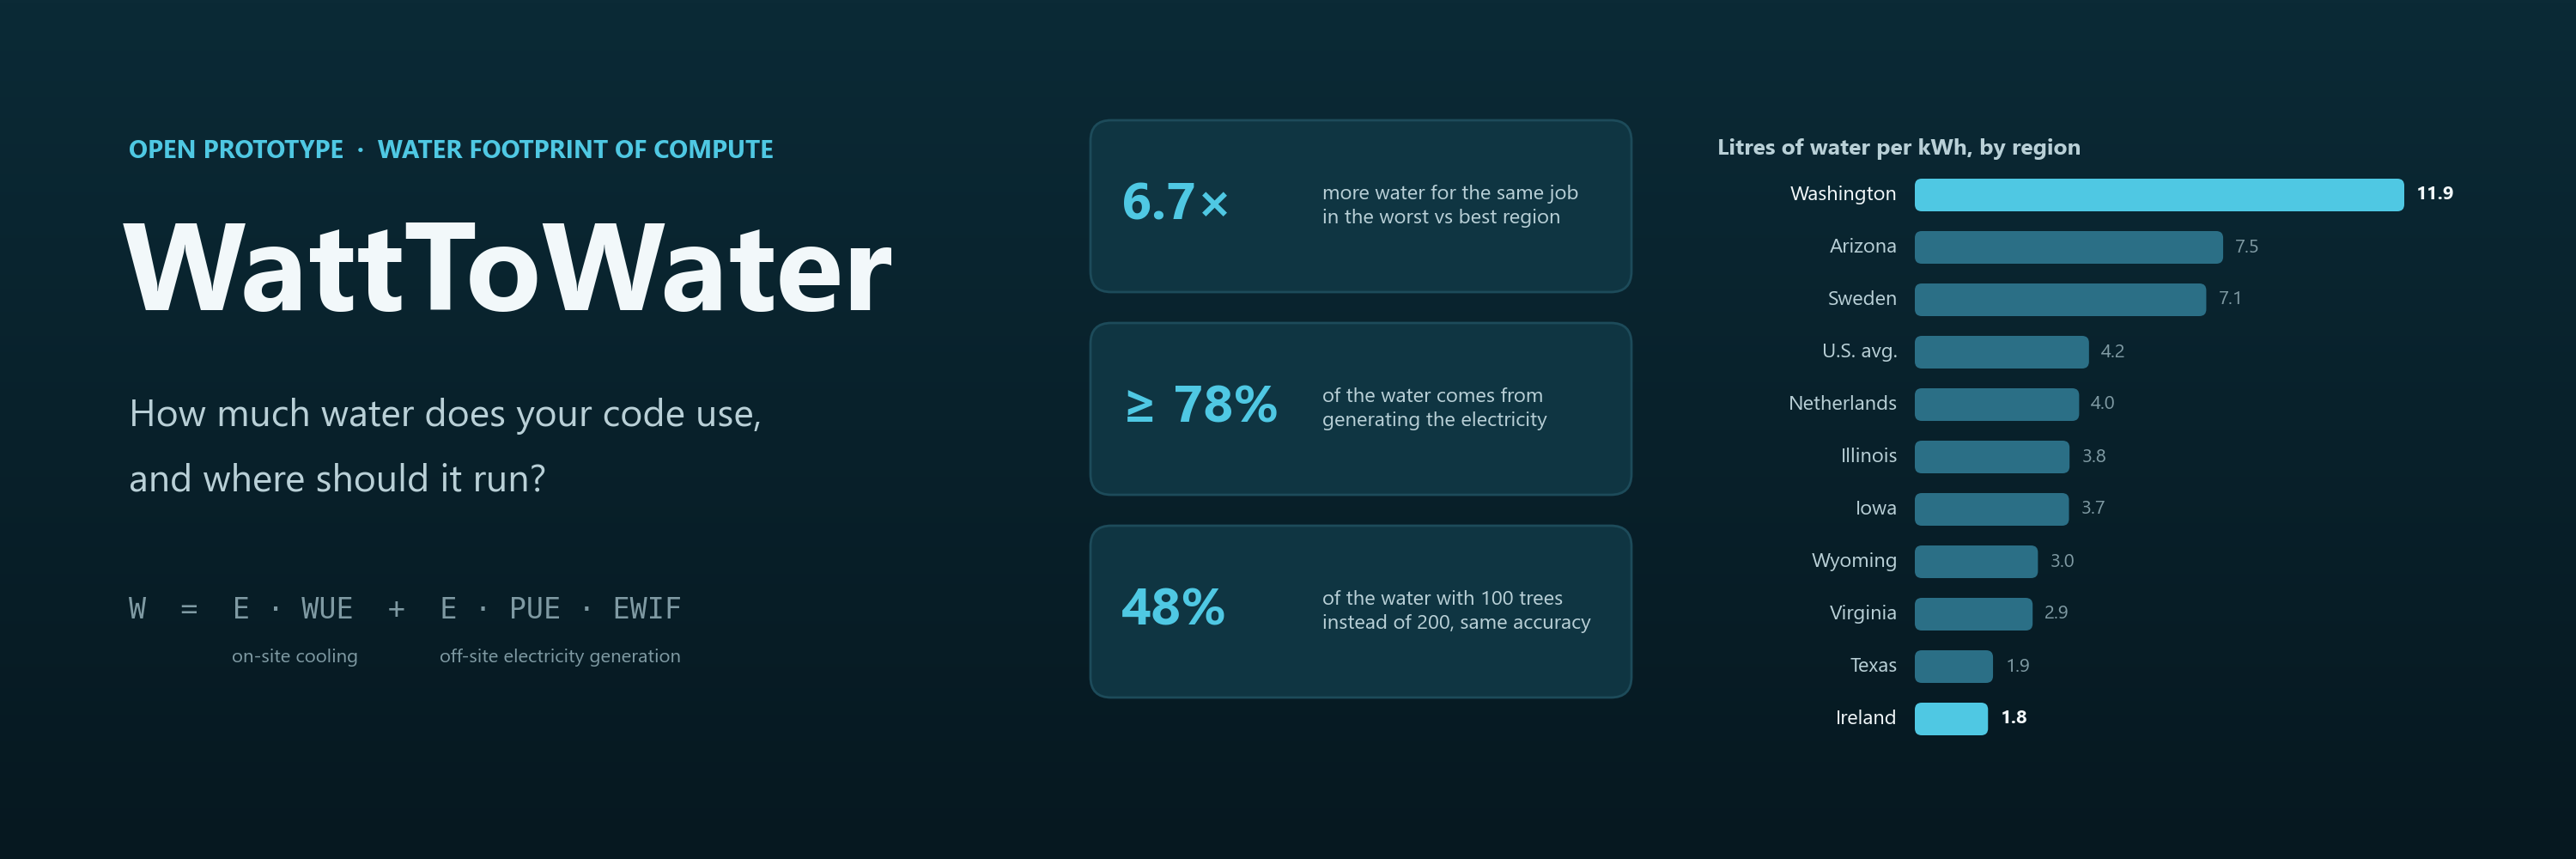 OPEN PROTOTYPE · WATER FOOTPRINT OF COMPUTE
WattToWater
How much water does your code use,
and where should it run?
W = E · WUE + E · PUE · EWIF
on-site cooling off-site electricity generation
6.7×
more water for the same job
in the worst vs best region
≥ 78%
of the water comes from
generating the electricity
48%
of the water with 100 trees
instead of 200, same accuracy
Litres of water per kWh, by region
Washington 11.9
Arizona 7.5
Sweden 7.1
U.S. avg. 4.2
Netherlands 4.0
Illinois 3.8
Iowa 3.7
Wyoming 3.0
Virginia 2.9
Texas 1.9
Ireland 1.8